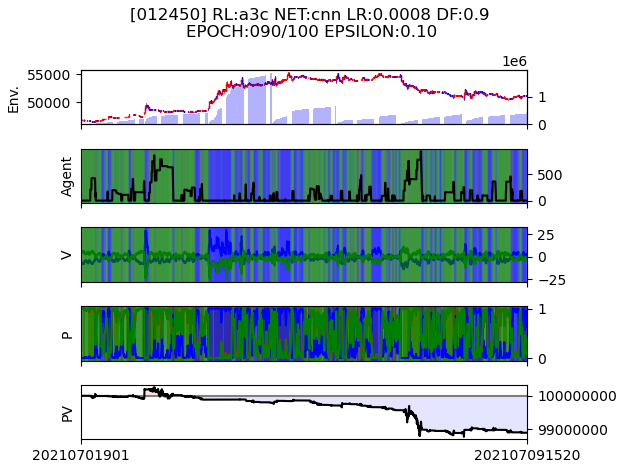 [012450] RL:a3c NET:cnn LR:0.0008 DF:0.9
EPOCH:090/100 EPSILON:0.10
1e6
55000
50000
1
0
Env.
500
0
Agent
25
0
−25
V
1
0
P
100000000
99000000
PV
20210701901
202107091520